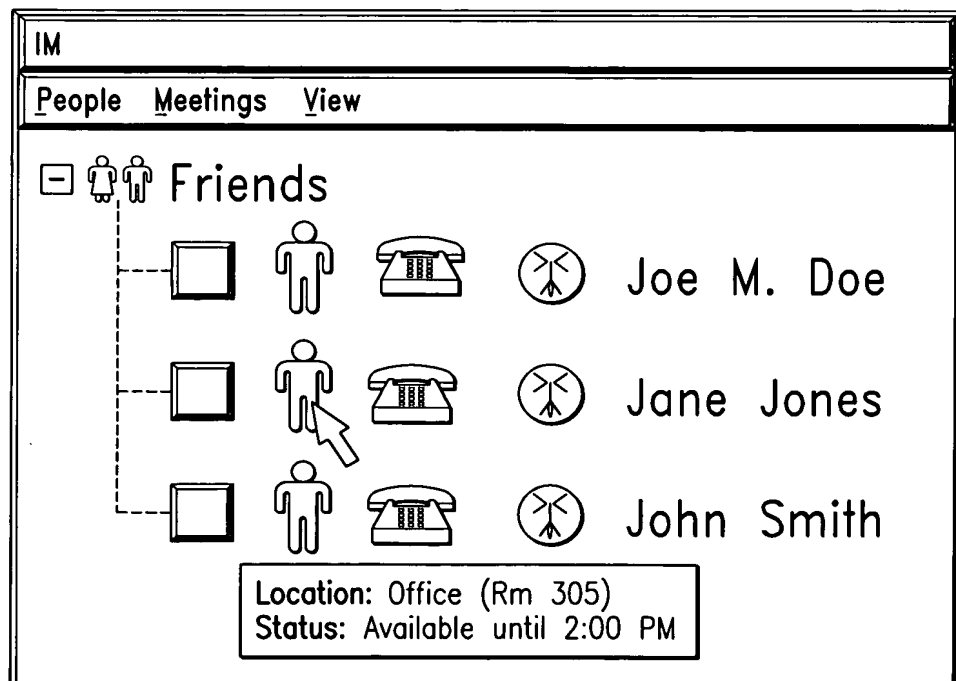 IM
People Meetings View
Friends
Joe M. Doe
Jane Jones
John Smith
Location: Office (Rm 305)
Status: Available until 2:00 PM